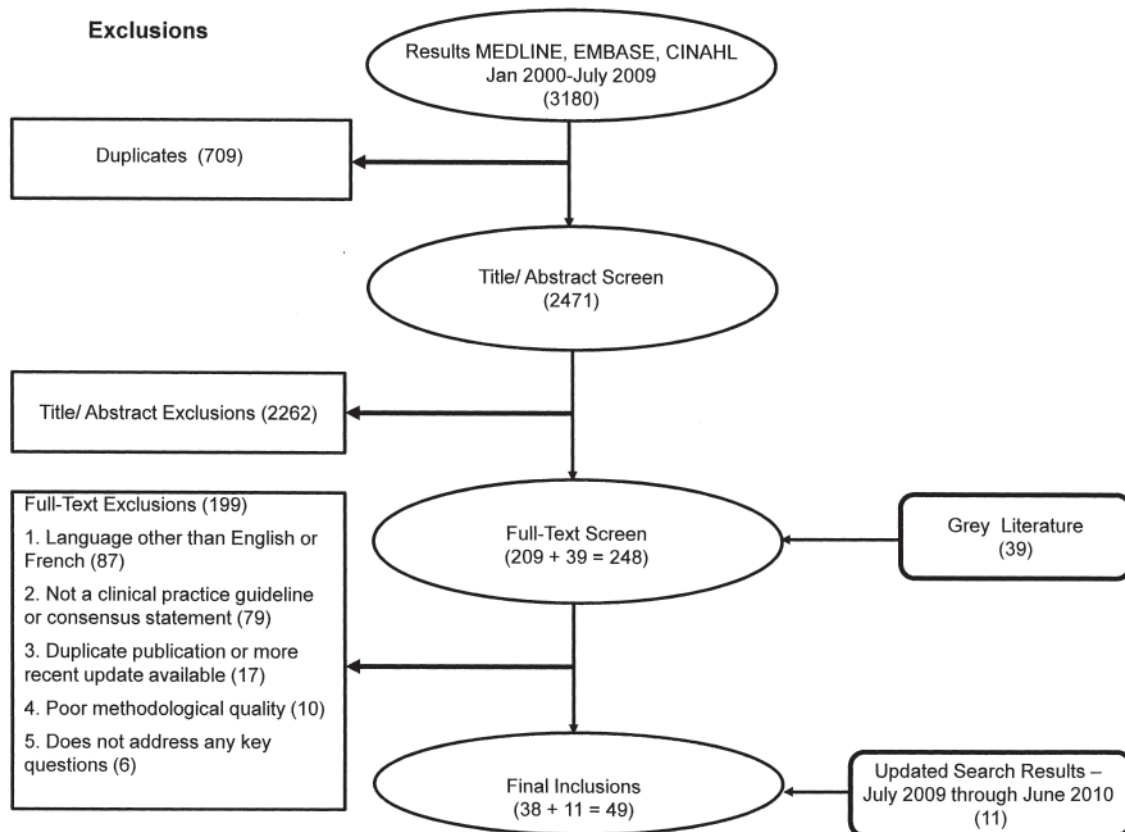 Exclusions
Results MEDLINE, EMBASE, CINAHL
Jan 2000-July 2009
(3180)
Duplicates (709)
Title/ Abstract Screen
(2471)
Title/ Abstract Exclusions (2262)
Full-Text Exclusions (199)
1. Language other than English or
French (87)
2. Not a clinical practice guideline
or consensus statement (79)
3. Duplicate publication or more
recent update available (17)
4. Poor methodological quality (10)
5. Does not address any key
questions (6)
Full-Text Screen
(209 + 39 = 248)
Grey Literature
(39)
Final Inclusions
(38 + 11 = 49)
Updated Search Results –
July 2009 through June 2010
(11)